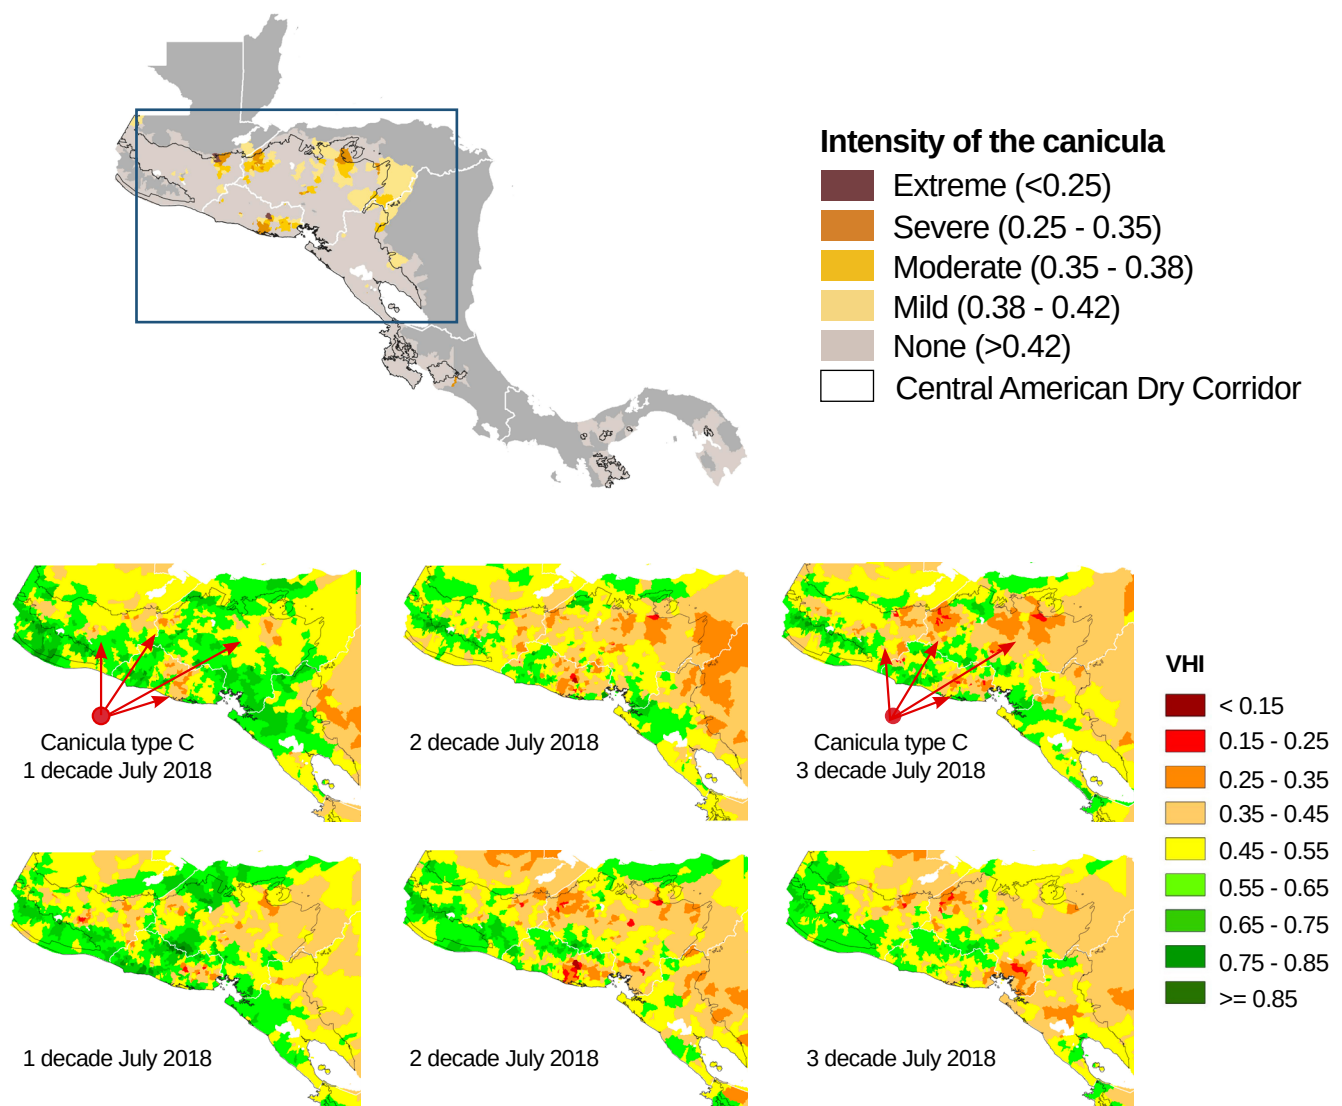 Intensity of the canicula
Extreme (<0.25)
Severe (0.25 - 0.35)
Moderate (0.35 - 0.38)
Mild (0.38 - 0.42)
None (>0.42)
Central American Dry Corridor
Canicula type C
1 decade July 2018
2 decade July 2018
Canicula type C
3 decade July 2018
VHI
< 0.15
0.15 - 0.25
0.25 - 0.35
0.35 - 0.45
0.45 - 0.55
0.55 - 0.65
0.65 - 0.75
0.75 - 0.85
>= 0.85
1 decade July 2018
2 decade July 2018
3 decade July 2018